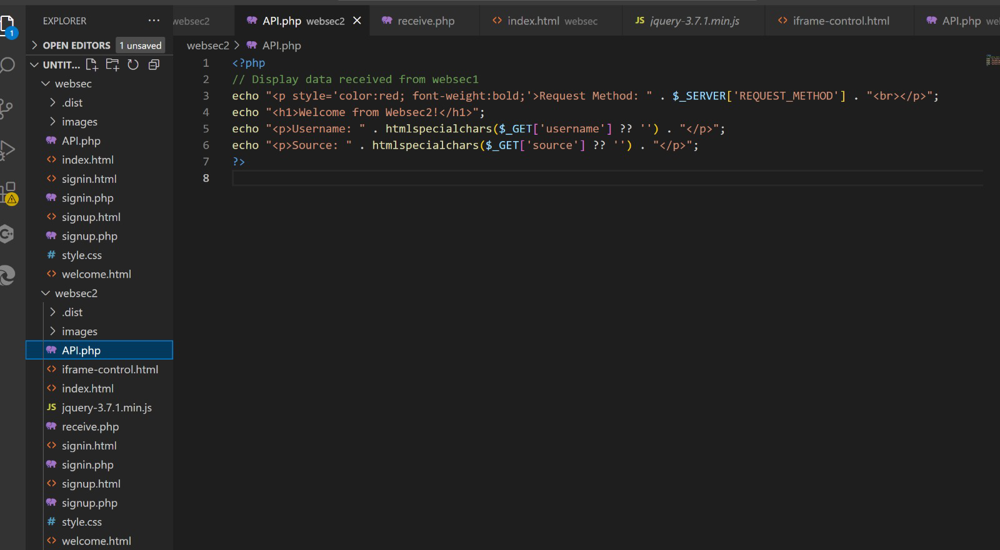 EXPLORER ...
websec2
API.php websec2
receive.php
index.html websec
JS jquery-3.7.1.min.js
iframe-control.html
API.php we
1
OPEN EDITORS 1 unsaved
UNTIT...
websec2 > API.php
1 <?php
2 // Display data received from websec1
3 echo "<p style='color:red; font-weight:bold;'>Request Method: " . $_SERVER['REQUEST_METHOD'] . "<br></p>";
4 echo "<h1>Welcome from Websec2!</h1>";
5 echo "<p>Username: " . htmlspecialchars($_GET['username'] ?? '') . "</p>";
6 echo "<p>Source: " . htmlspecialchars($_GET['source'] ?? '') . "</p>";
7 ?>
8
websec
.dist
images
API.php
index.html
signin.html
signin.php
signup.html
signup.php
# style.css
welcome.html
websec2
.dist
images
API.php
iframe-control.html
index.html
JS jquery-3.7.1.min.js
receive.php
signin.html
signin.php
signup.html
signup.php
# style.css
welcome.html